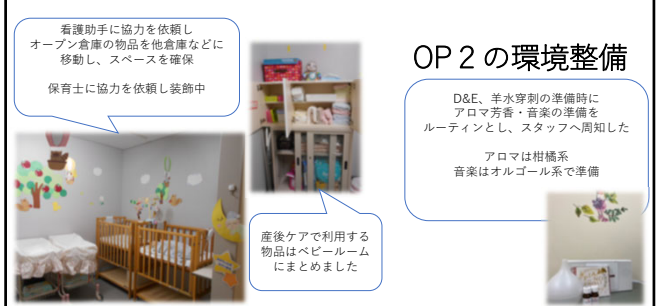 看護助手に協力を依頼し
オープン倉庫の物品を他倉庫などに
移動し、スペースを確保
保育士に協力を依頼し装飾中
OP２の環境整備
D&E、羊水穿刺の準備時に
アロマ芳香・音楽の準備を
ルーティンとし、スタッフへ周知した
アロマは柑橘系
音楽はオルゴール系で準備
産後ケアで利用する
物品はベビールーム
にまとめました